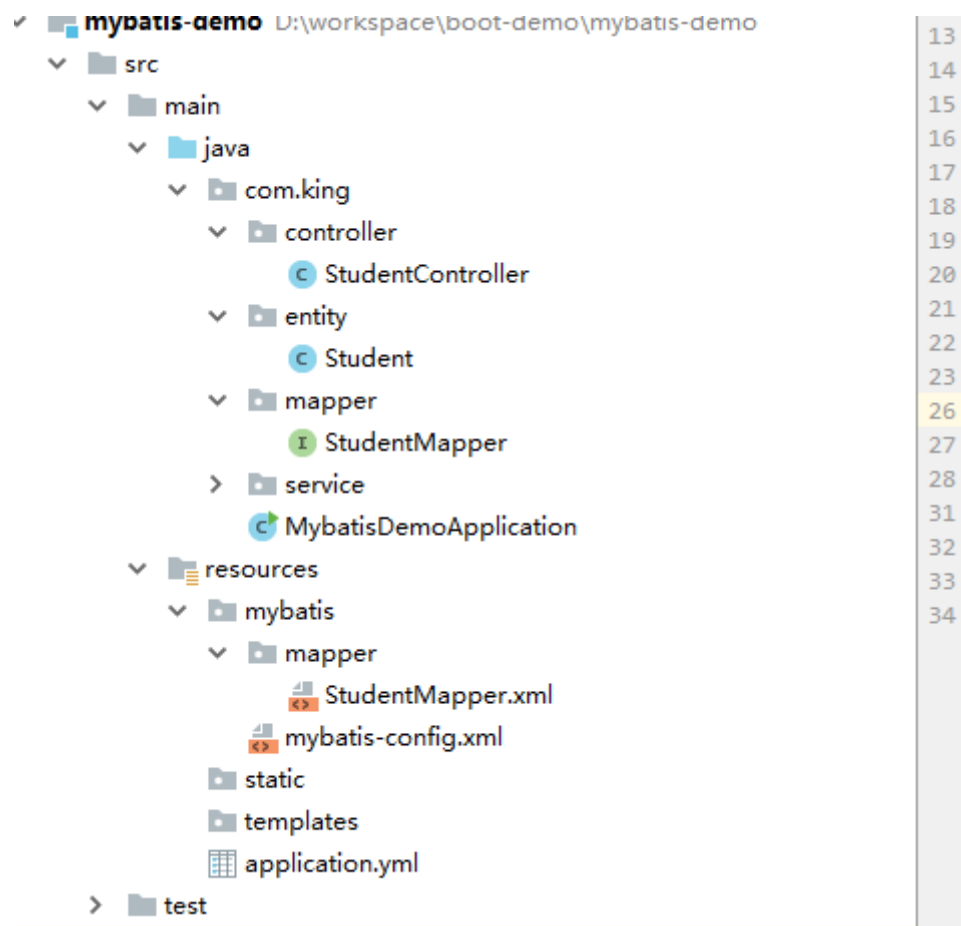 mybatis-demo D:\workspace\boot-demo\mybatis-demo
src
main
java
com.king
controller
StudentController
entity
Student
mapper
StudentMapper
service
MybatisDemoApplication
resources
mybatis
mapper
StudentMapper.xml
mybatis-config.xml
static
templates
application.yml
test
13
14
15
16
17
18
19
20
21
22
23
26
27
28
31
32
33
34